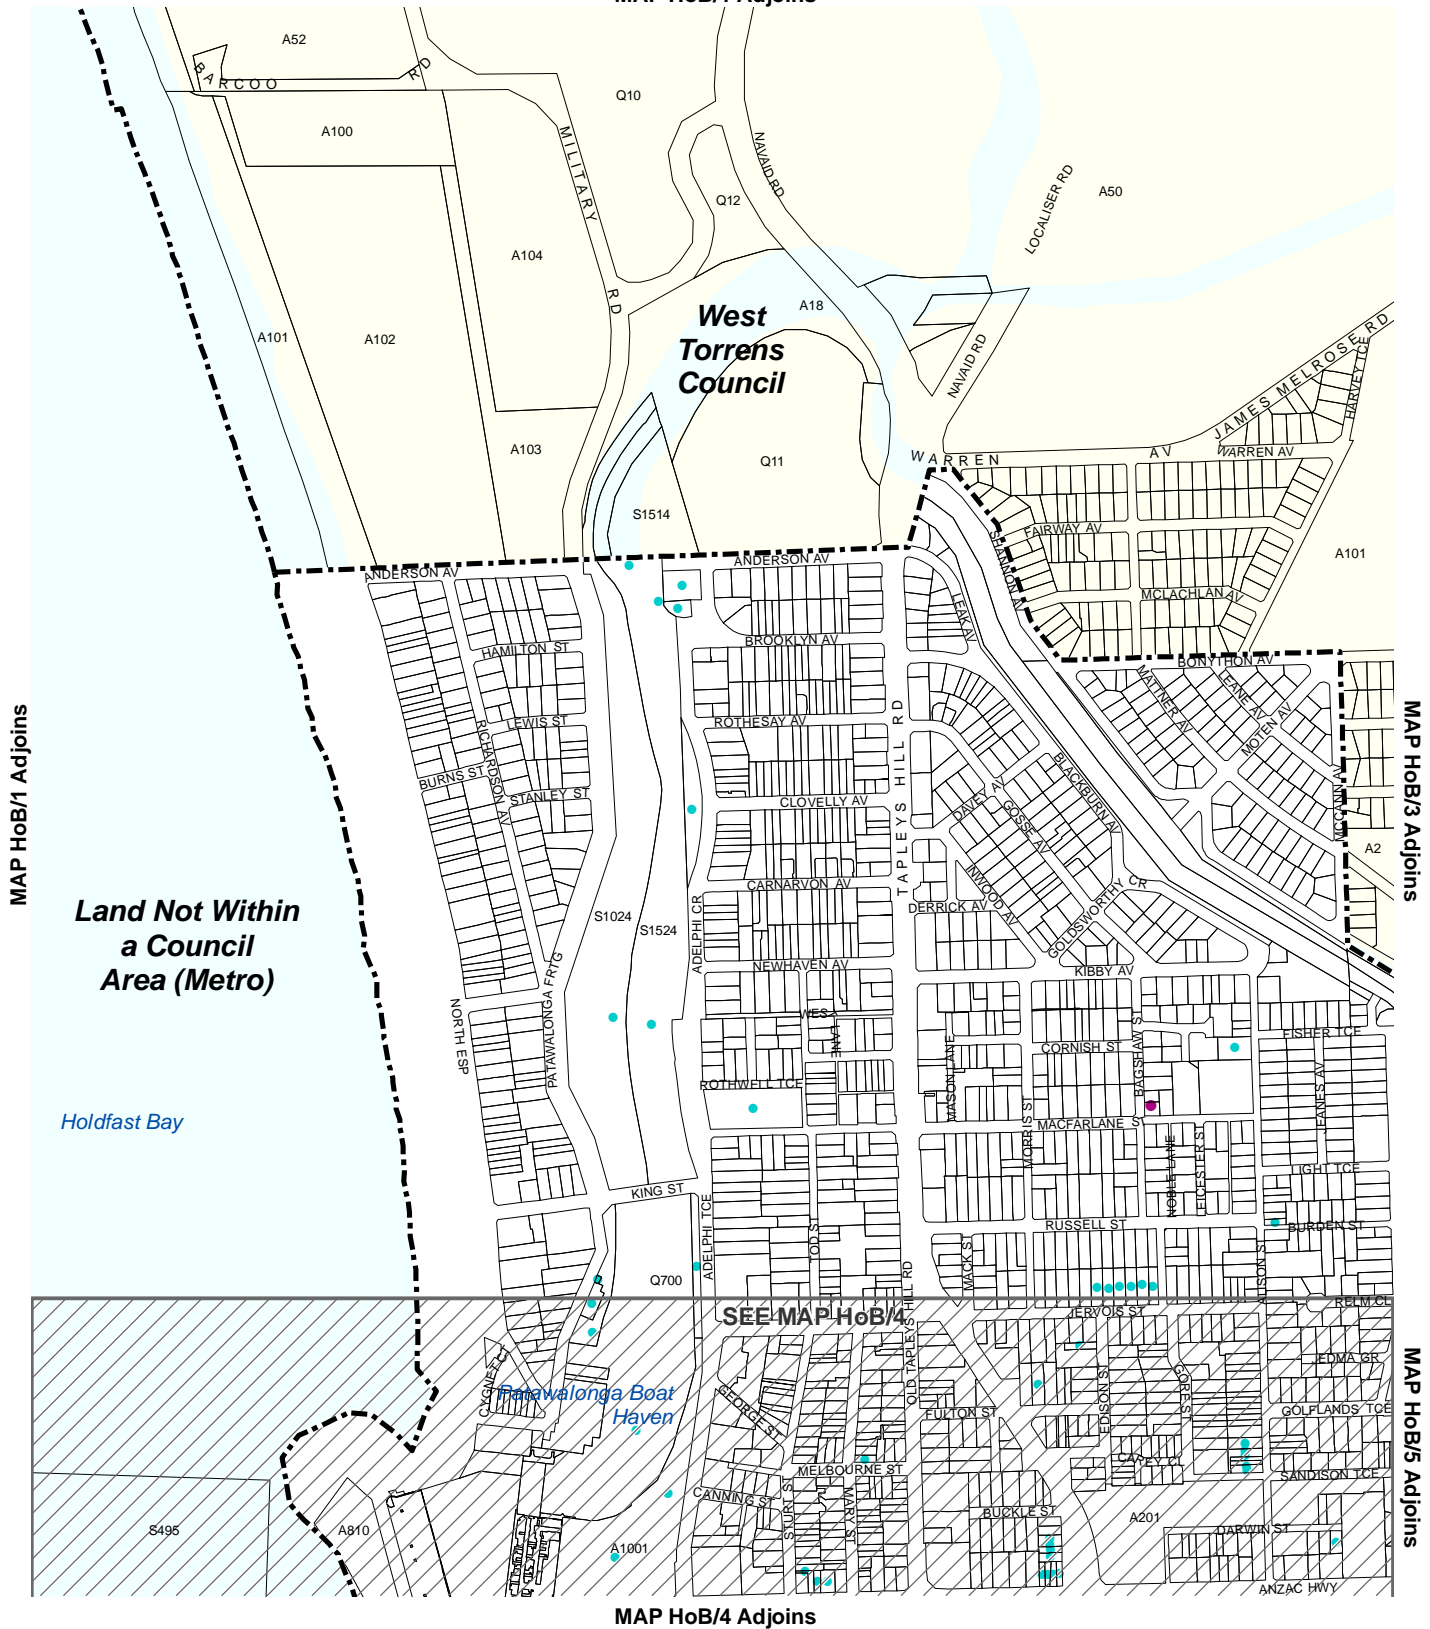 A52
BARCOO RD
A100
Q10
MILITARY RD
NAVAID RD
Q12
LOCALISER RD
A50
A104
A18
West
Torrens
Council
A101
A102
NAVAID RD
JAMES MELROSE RD
HARVEY TCE
A103
Q11
WARREN AV
WARREN AV
S1514
FAIRWAY AV
SHANNON AV
A101
ANDERSON AV
ANDERSON AV
MCLACHLAN AV
LEAK AV
BROOKLYN AV
HAMILTON ST
BONYTHON AV
MATTNER AV
LEANE AV
MOTEN AV
LEWIS ST
ROTHESAY AV
RICHARDSON AV
TAPLEYS HILL RD
BURNS ST
STANLEY ST
CLOVELLY AV
DAVEY AV
GOSSE AV
BLACKBURN AV
MCCANN AV
MAP HoB/1 Adjoins
MAP HoB/3 Adjoins
A2
CARNARVON AV
INWOOD AV
GOLDSWORTHY CR
DERRICK AV
Land Not Within
a Council
Area (Metro)
S1024
S1524
ADELPHI CR
NEWHAVEN AV
KIBBY AV
PATAWALONGA FRTG
NORTH ESP
WEST LANE
BAGSHAW ST
FISHER TCE
CORNISH ST
MASON LANE
JEANES AV
ROTHWELL TCE
Holdfast Bay
MORRIS ST
MACFARLANE S
NOBLE LANE
LEICESTER ST
LIGHT TCE
KING ST
ADELPHI TCE
TOD ST
RUSSELL ST
BURDEN ST
MACK ST
Q700
OLD TAPLEYS HILL RD
RELM CL
SEE MAP HoB/4
JERVOIS ST
CYGNET CT
EDMA GR
Patawalonga Boat
Haven
GEORGE ST
EDISON ST
GORE ST
FULTON ST
GOLFLANDS TCE
MAP HoB/5 Adjoins
MELBOURNE ST
CAPEY CL
SANDISON TCE
CANNING ST
STURT ST
MARY ST
BUCKLE ST
A201
DARWIN ST
S495
A810
A1001
ANZAC HWY
MAP HoB/4 Adjoins